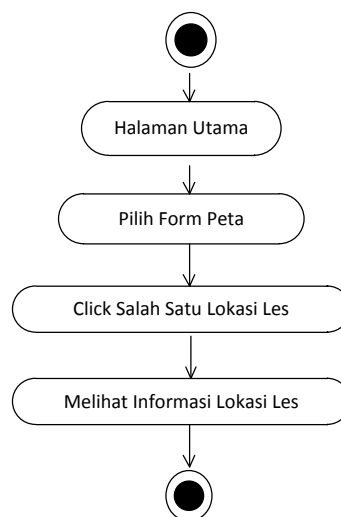 Halaman Utama
Pilih Form Peta
Click Salah Satu Lokasi Les
Melihat Informasi Lokasi Les